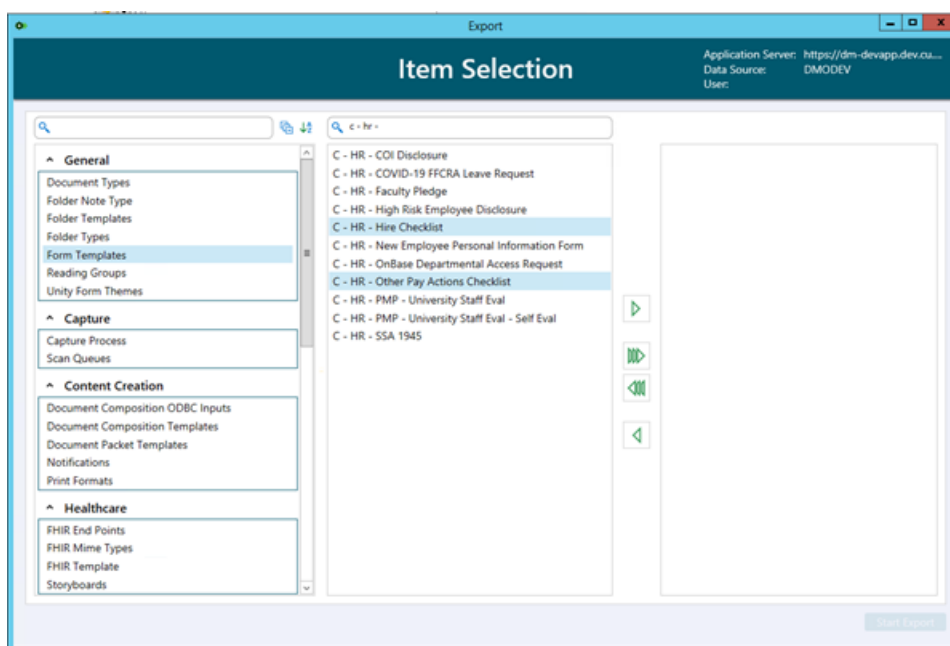 Export
Item Selection
Application Server: https://dm-devapp.dev.cu....
Data Source: DMODEV
User:
c - hr -
General
Document Types
Folder Note Type
Folder Templates
Folder Types
Form Templates
Reading Groups
Unity Form Themes
Capture
Capture Process
Scan Queues
Content Creation
Document Composition ODBC Inputs
Document Composition Templates
Document Packet Templates
Notifications
Print Formats
Healthcare
FHIR End Points
FHIR Mime Types
FHIR Template
Storyboards
C - HR - COI Disclosure
C - HR - COVID-19 FFCRA Leave Request
C - HR - Faculty Pledge
C - HR - High Risk Employee Disclosure
C - HR - Hire Checklist
C - HR - New Employee Personal Information Form
C - HR - OnBase Departmental Access Request
C - HR - Other Pay Actions Checklist
C - HR - PMP - University Staff Eval
C - HR - PMP - University Staff Eval - Self Eval
C - HR - SSA 1945
Start Export